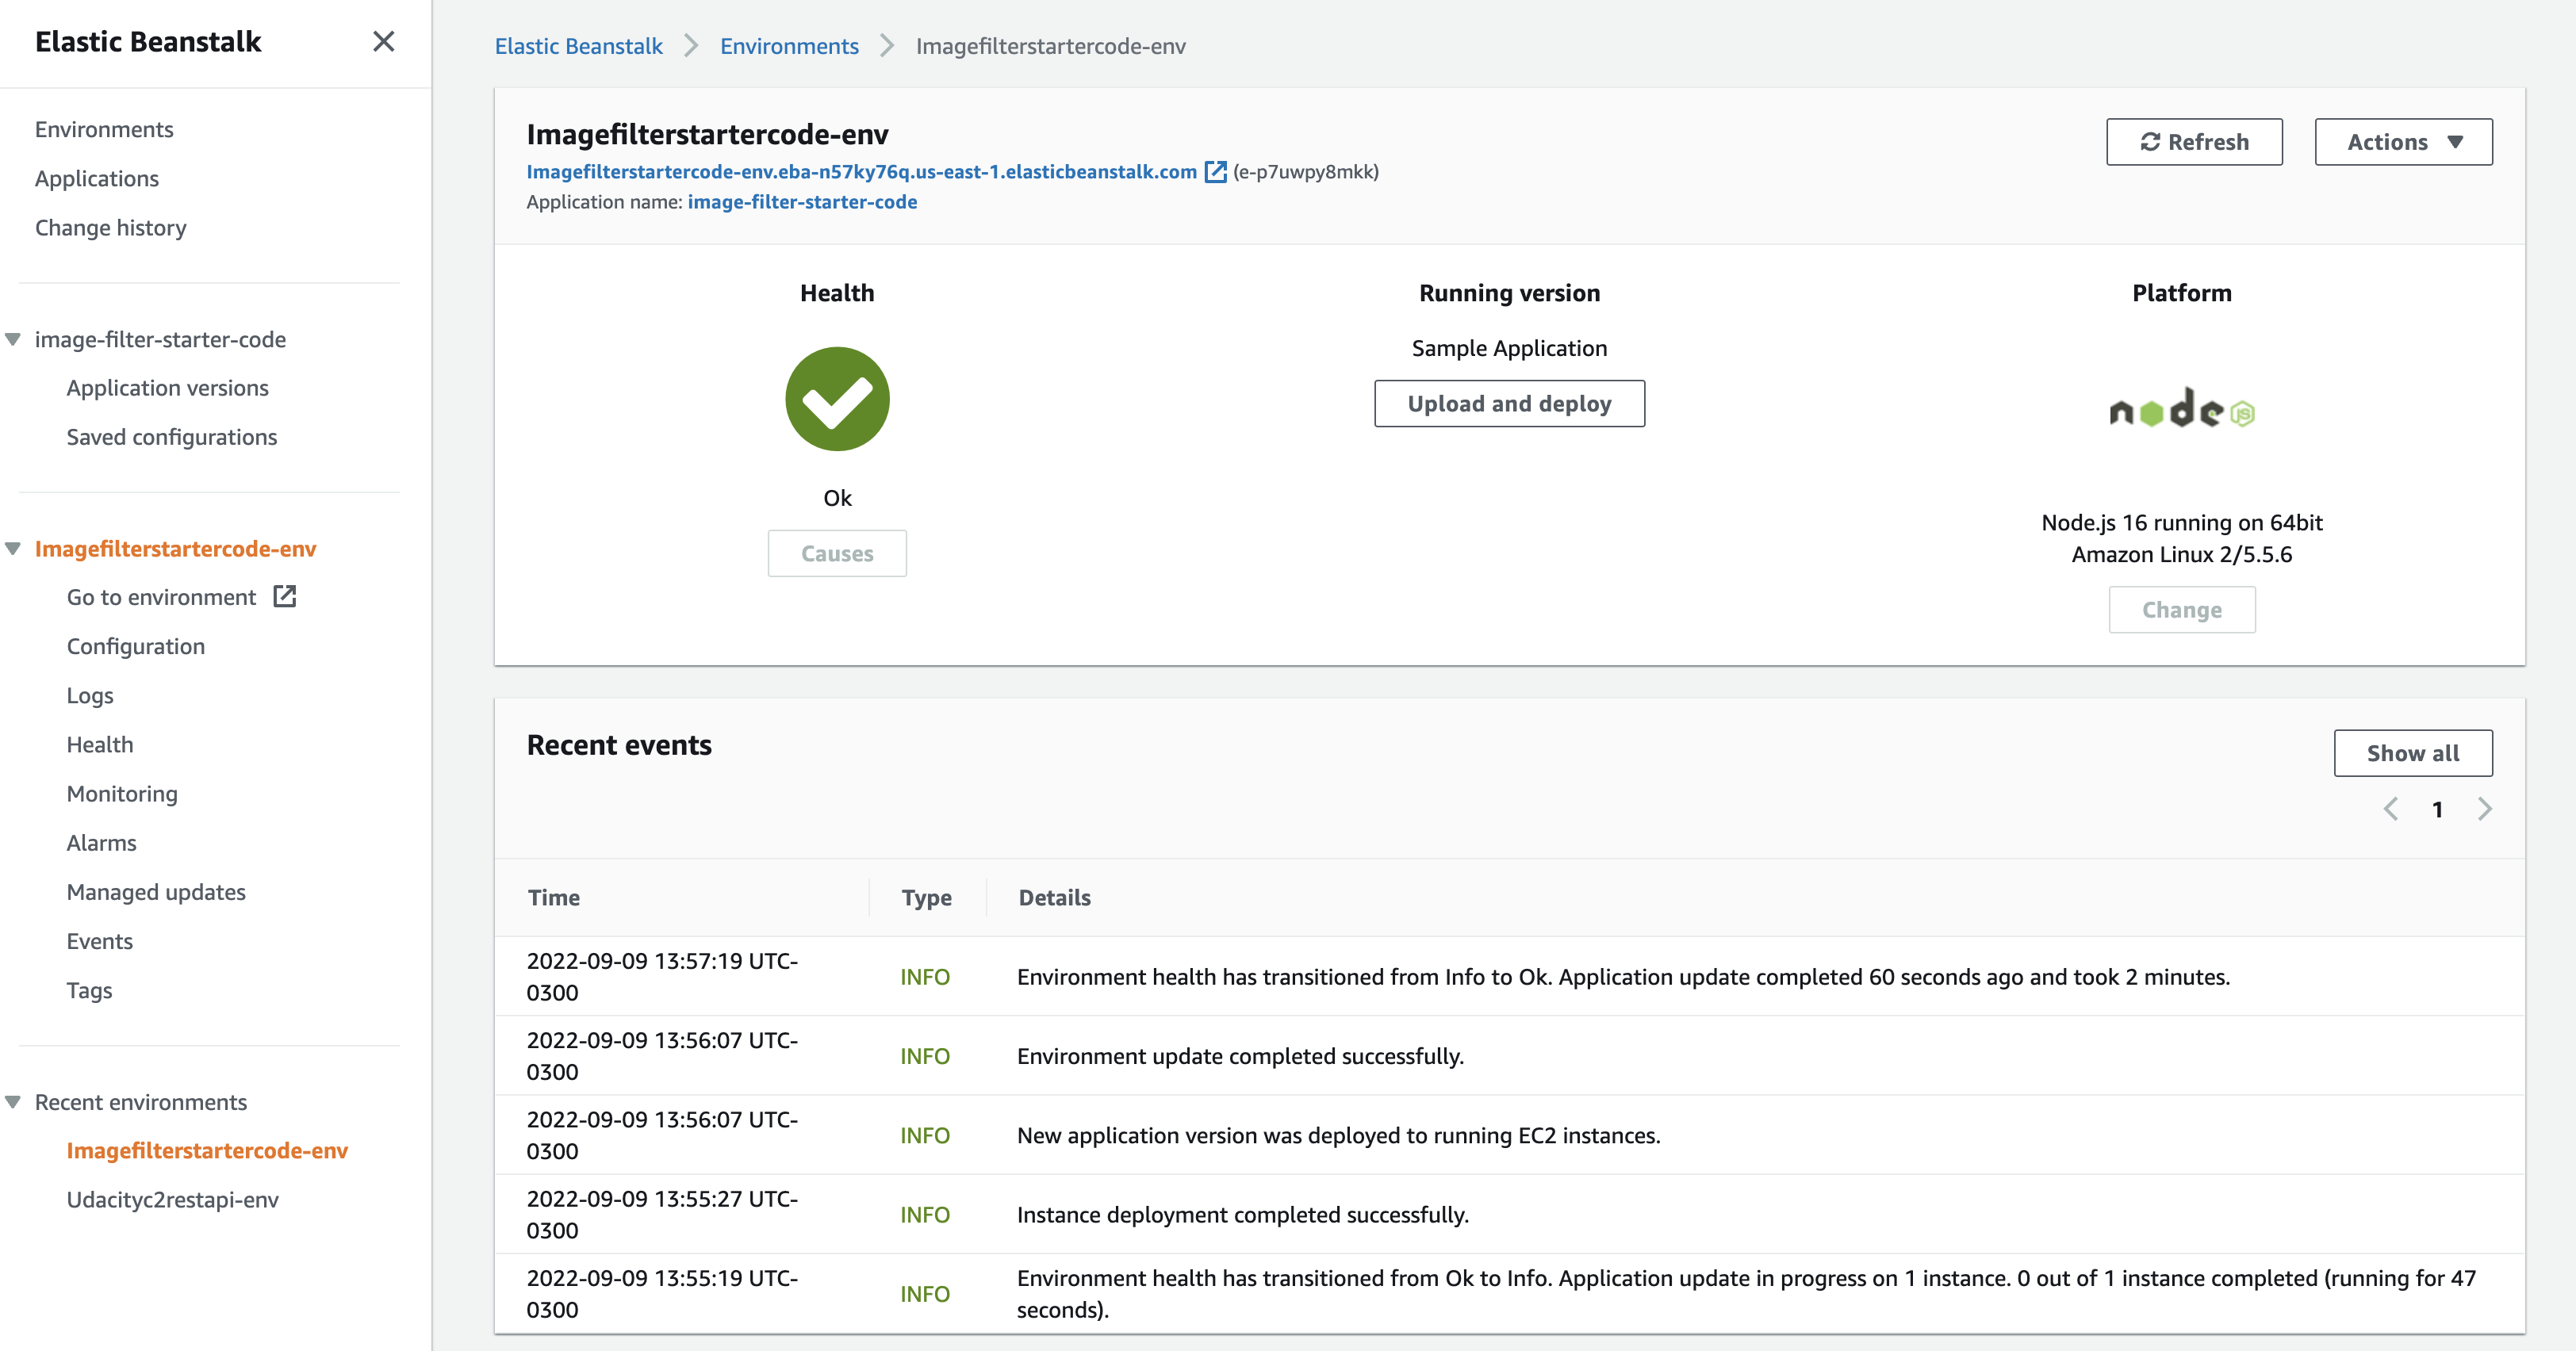 Elastic Beanstalk
Environments
Applications
Change history
image-filter-starter-code
Application versions
Saved configurations
Imagefilterstartercode-env
Go to environment
Configuration
Logs
Health
Monitoring
Alarms
Managed updates
Events
Tags
Recent environments
Imagefilterstartercode-env
Udacityc2restapi-env
Elastic Beanstalk > Environments > Imagefilterstartercode-env
Imagefilterstartercode-env
Imagefilterstartercode-env.eba-n57ky76q.us-east-1.elasticbeanstalk.com (e-p7uwpy8mkk)
Application name: image-filter-starter-code
Refresh
Actions
Health
Ok
Causes
Running version
Sample Application
Upload and deploy
Platform
node JS
Node.js 16 running on 64bit
Amazon Linux 2/5.5.6
Change
Recent events
Show all
1
Time Type Details
2022-09-09 13:57:19 UTC-
0300
INFO
Environment health has transitioned from Info to Ok. Application update completed 60 seconds ago and took 2 minutes.
2022-09-09 13:56:07 UTC-
0300
INFO
Environment update completed successfully.
2022-09-09 13:56:07 UTC-
0300
INFO
New application version was deployed to running EC2 instances.
2022-09-09 13:55:27 UTC-
0300
INFO
Instance deployment completed successfully.
2022-09-09 13:55:19 UTC-
0300
INFO
Environment health has transitioned from Ok to Info. Application update in progress on 1 instance. 0 out of 1 instance completed (running for 47
seconds).